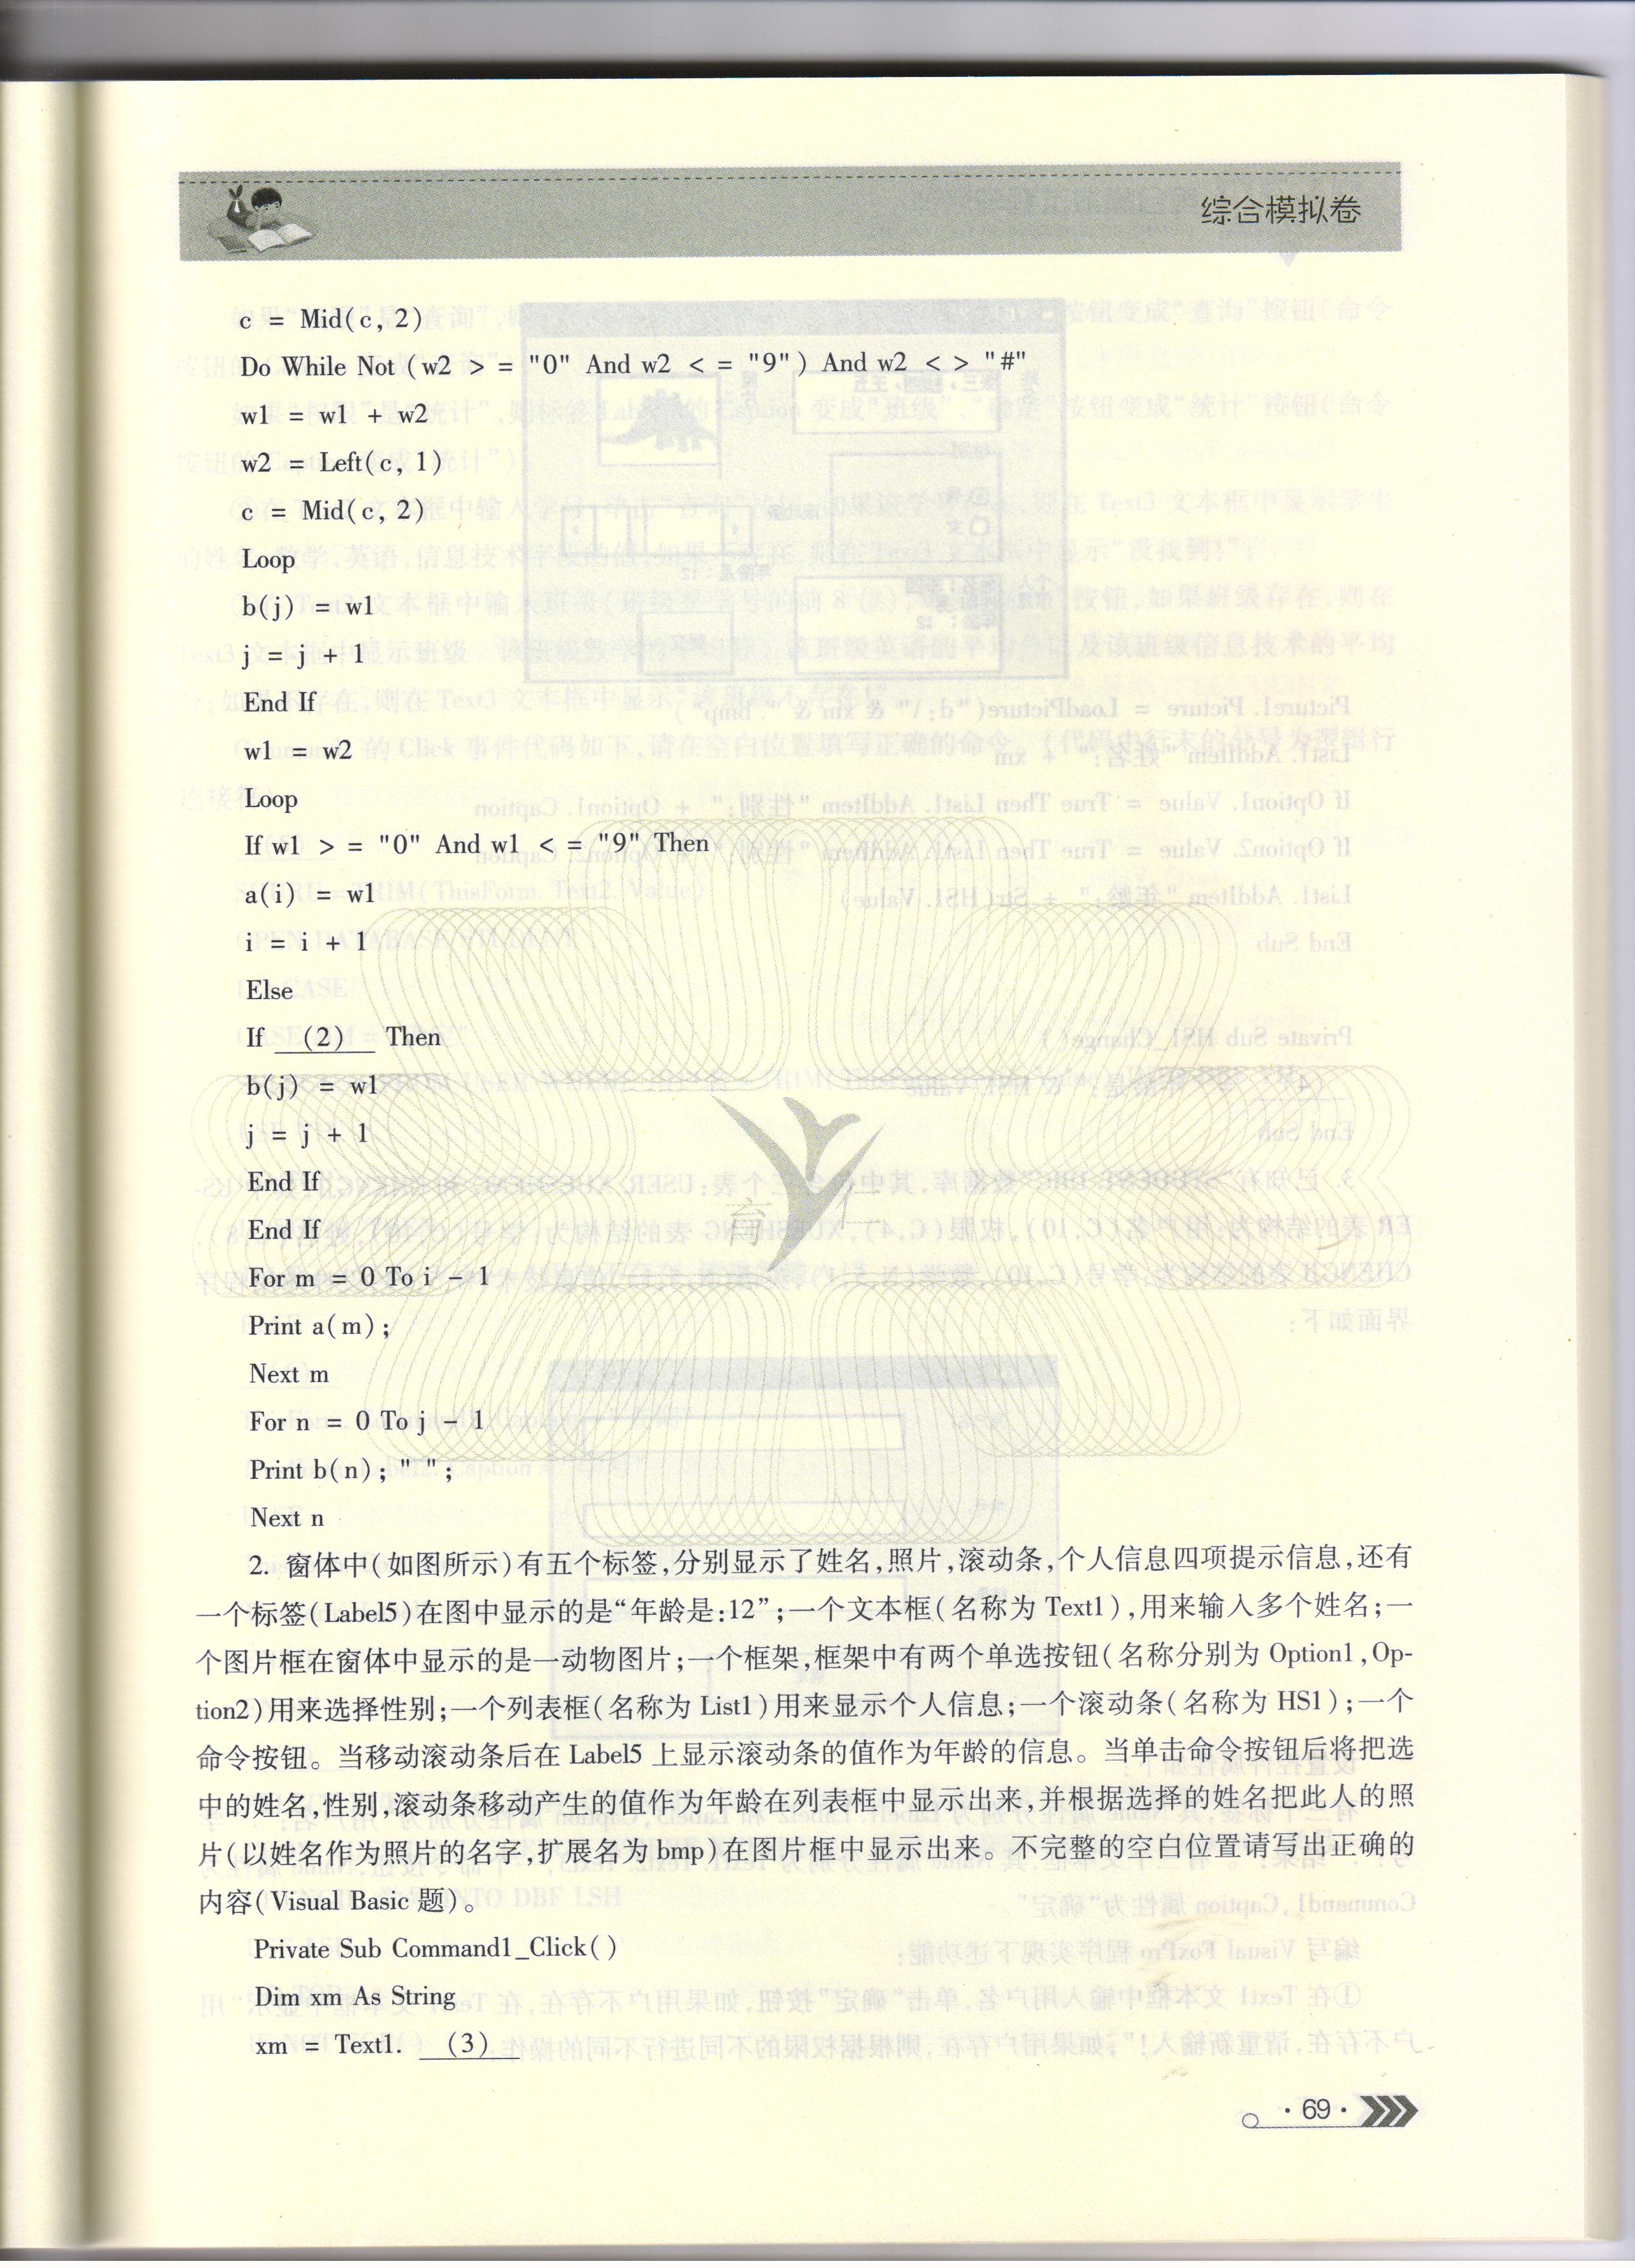 综合模拟卷
c = Mid(c, 2)
Do While Not (w2 > = "0" And w2 < = "9") And w2 < > "#"
w1 = w1 + w2
w2 = Left(c, 1)
c = Mid(c, 2)
Loop
b(j) = w1
j = j + 1
End If
w1 = w2
Loop
If w1 > = "0" And w1 < = "9" Then
a(i) = w1
i = i + 1
Else
If (2) Then
b(j) = w1
j = j + 1
End If
End If
For m = 0 To i - 1
Print a(m);
Next m
For n = 0 To j - 1
Print b(n); " ";
Next n
2. 窗体中(如图所示)有五个标签,分别显示了姓名,照片,滚动条,个人信息四项提示信息,还有
一个标签(Label5)在图中显示的是“年龄是:12”;一个文本框(名称为 Text1),用来输入多个姓名;一
个图片框在窗体中显示的是一动物图片;一个框架,框架中有两个单选按钮(名称分别为 Option1,Op-
tion2)用来选择性别;一个列表框(名称为 List1)用来显示个人信息;一个滚动条(名称为 HS1);一个
命令按钮。当移动滚动条后在 Label5 上显示滚动条的值作为年龄的信息。当单击命令按钮后将把选
中的姓名,性别,滚动条移动产生的值作为年龄在列表框中显示出来,并根据选择的姓名把此人的照
片(以姓名作为照片的名字,扩展名为 bmp)在图片框中显示出来。不完整的空白位置请写出正确的
内容(Visual Basic 题)。
Private Sub Command1_Click()
Dim xm As String
xm = Text1. (3)
· 69 ·